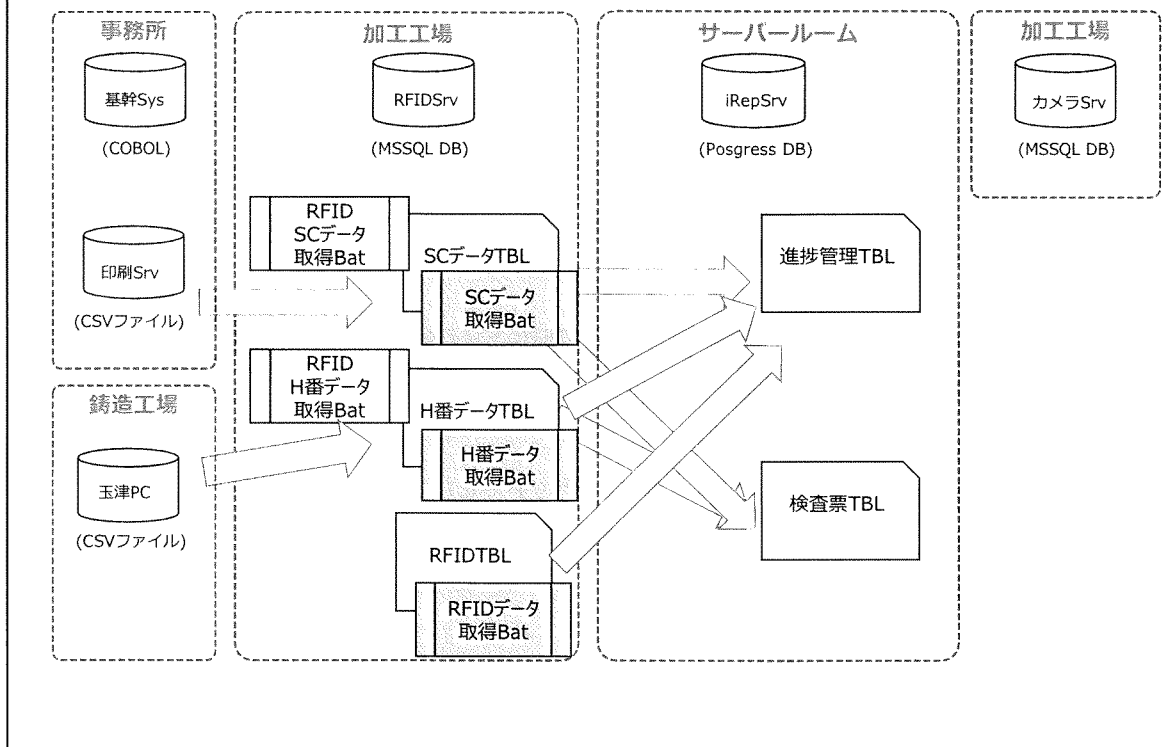 事務所
基幹Sys
(COBOL)
印刷Srv
(CSVファイル)
鋳造工場
玉津PC
(CSVファイル)
加工工場
RFIDSrv
(MSSQL DB)
RFID
SCデータ
取得Bat
SCデータTBL
SCデータ
取得Bat
RFID
H番データ
取得Bat
H番データTBL
H番データ
取得Bat
RFIDTBL
RFIDデータ
取得Bat
サーバールーム
iRepSrv
(Posgress DB)
進捗管理TBL
検査票TBL
加工工場
カメラSrv
(MSSQL DB)